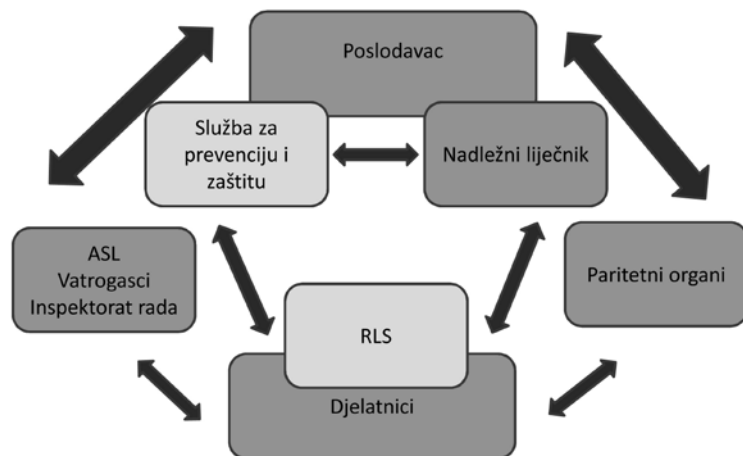 Poslodavac
Služba za
prevenciju i
zaštitu
Nadležni liječnik
ASL
Vatrogasci
Inspektorat rada
Paritetni organi
RLS
Djelatnici